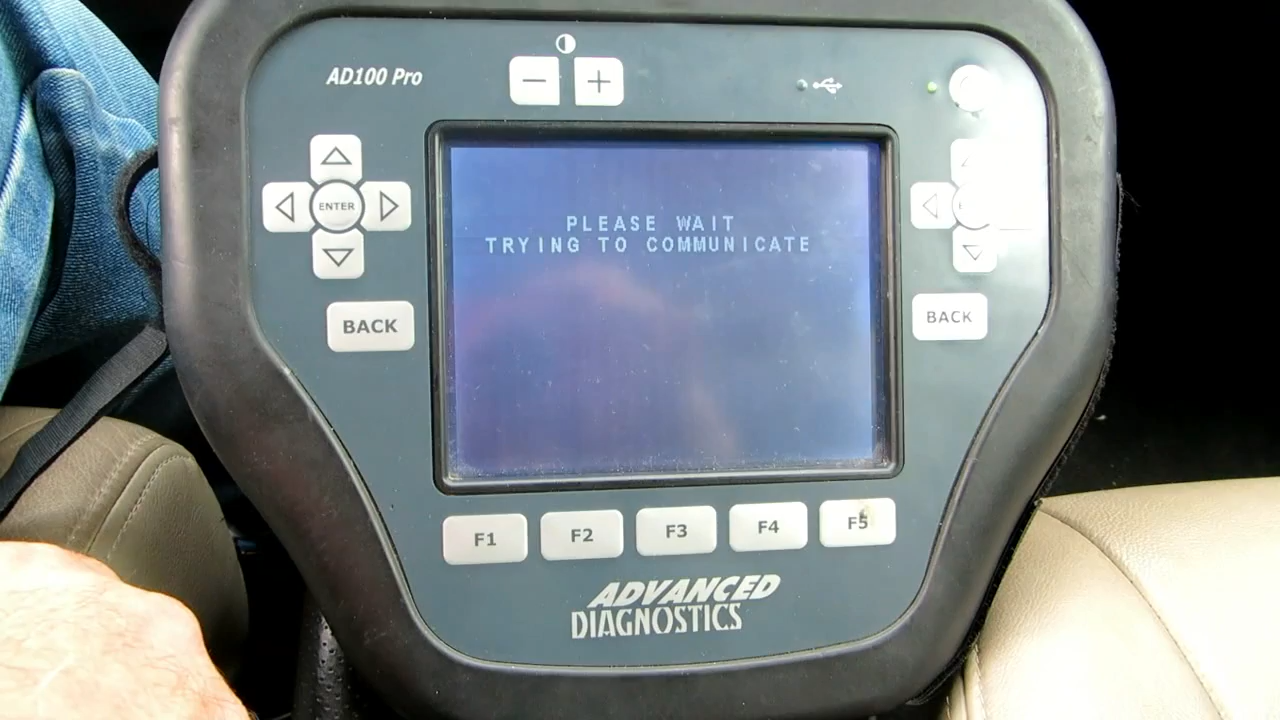 AD100 Pro
ENTER
PLEASE WAIT
TRYING TO COMMUNICATE
BACK
BACK
F1 F2 F3 F4 F5
ADVANCED
DIAGNOSTICS